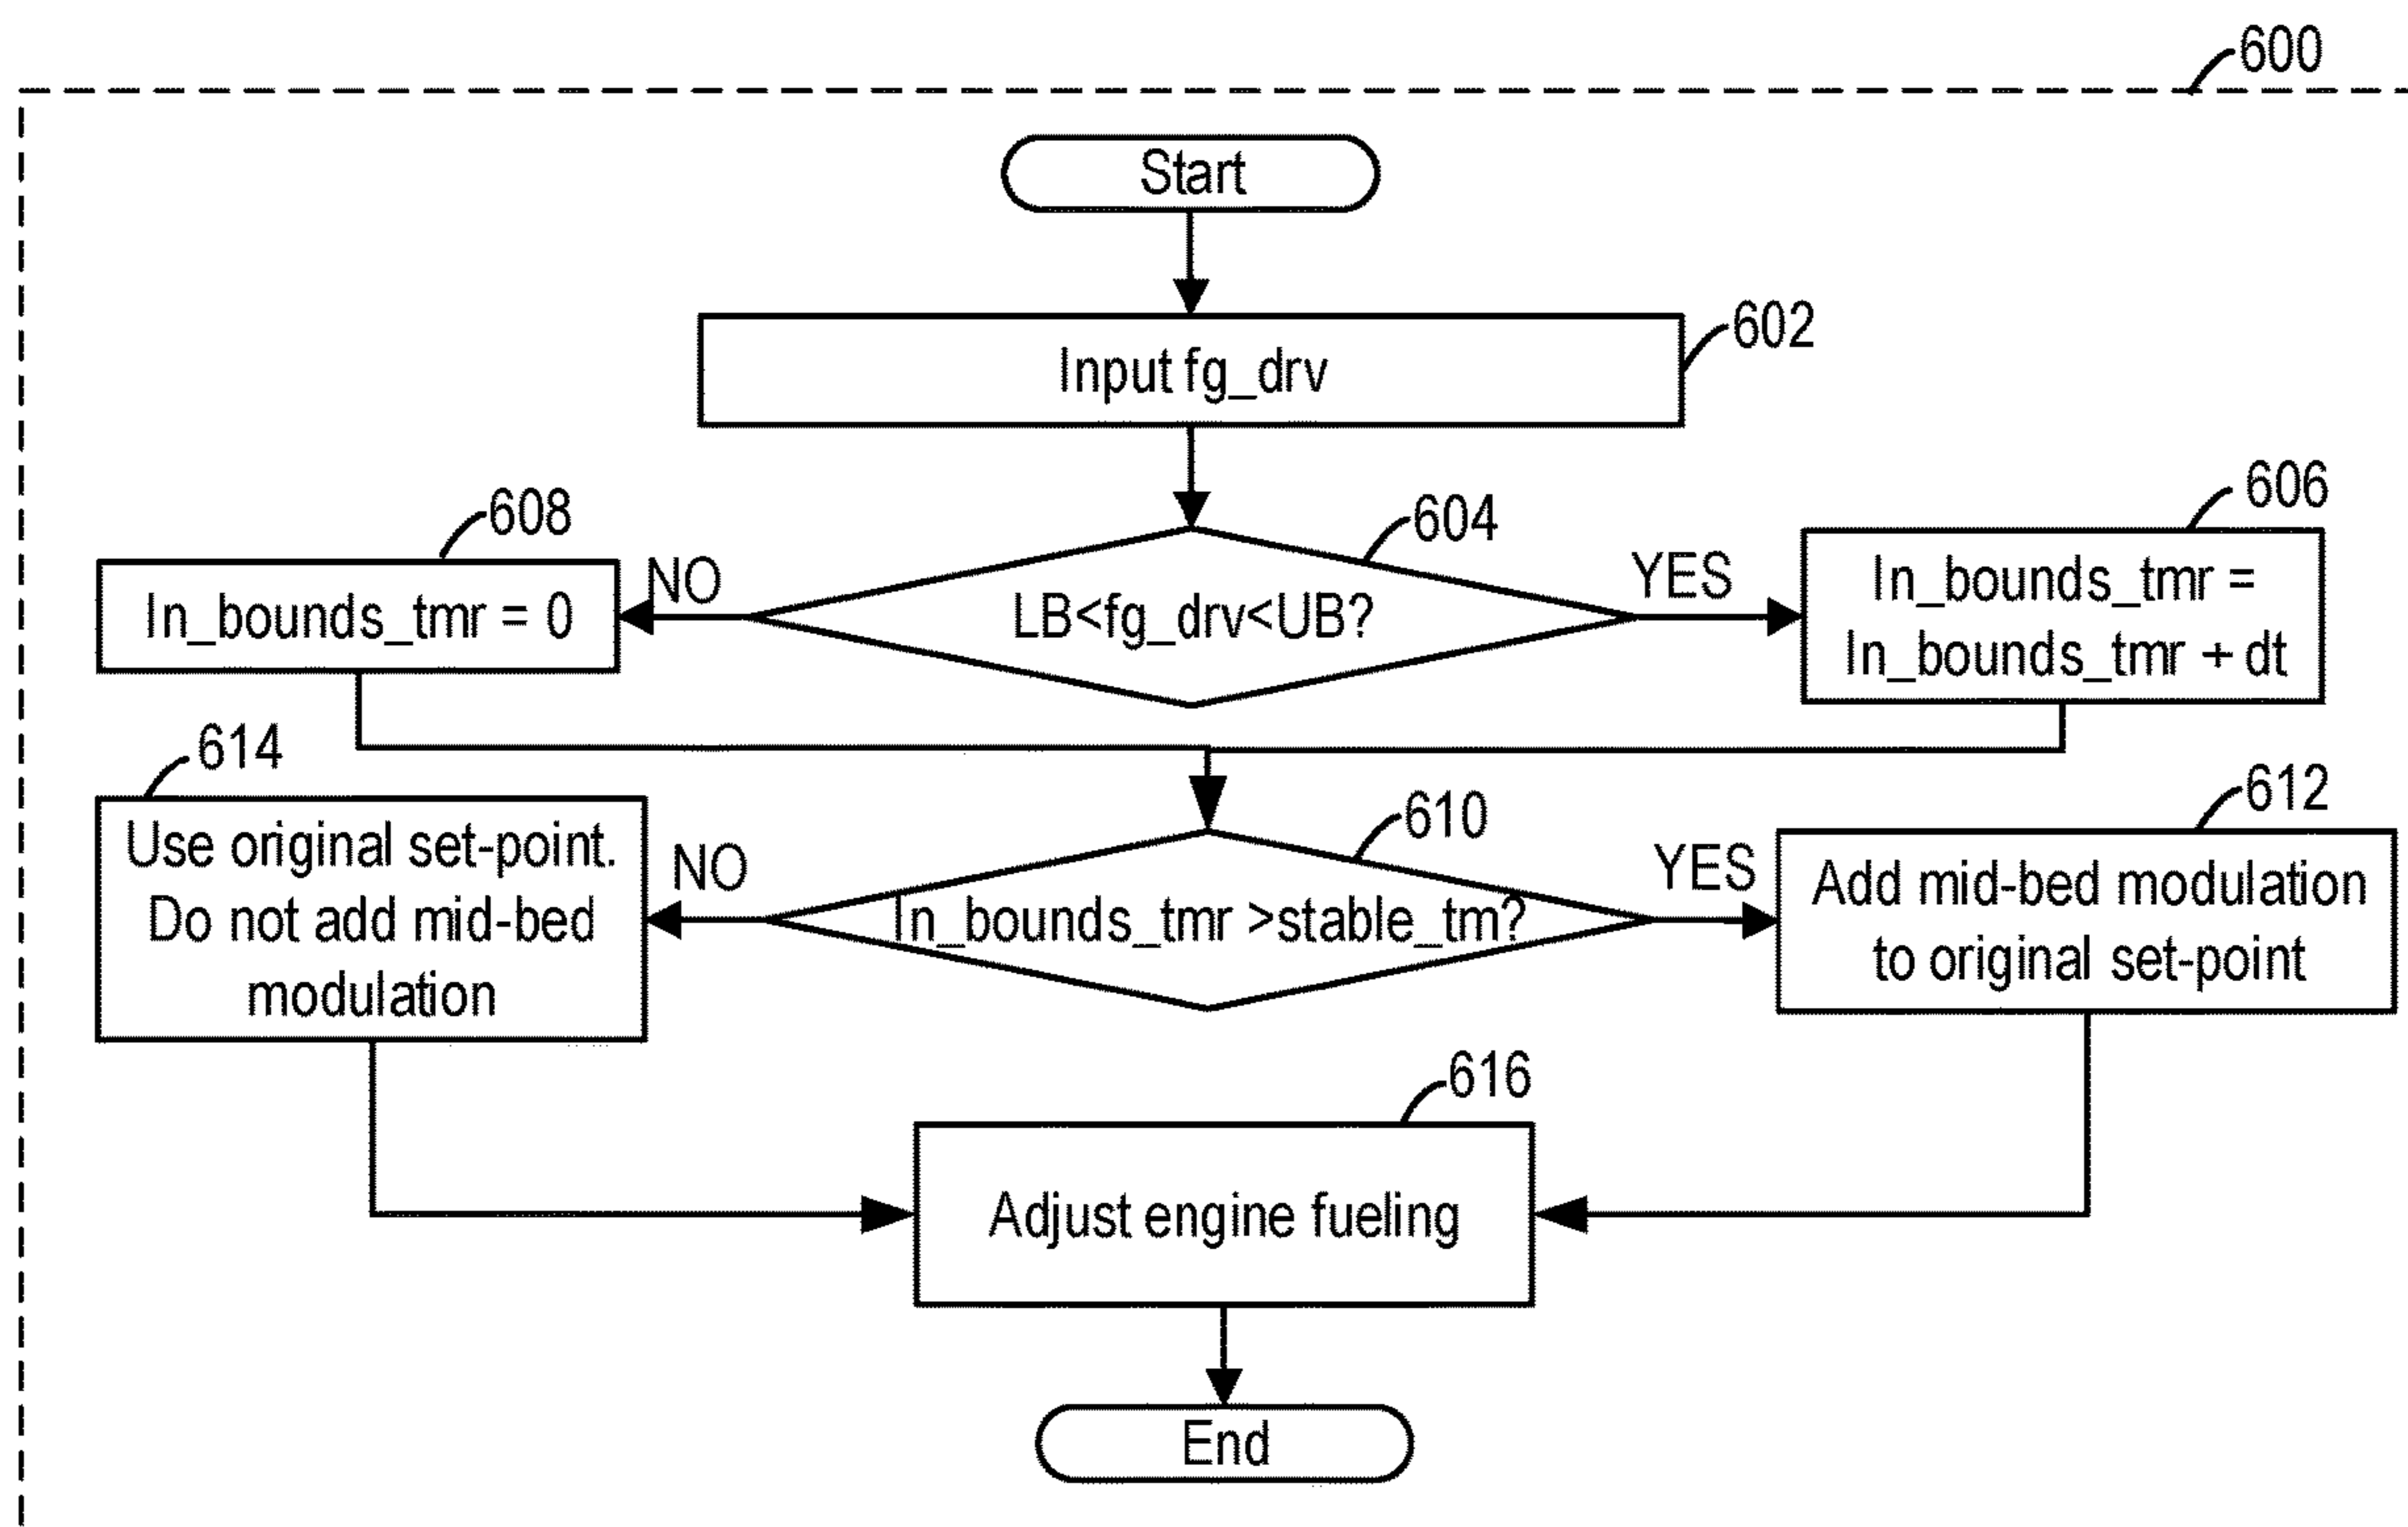 600
Start
602
Input fg_drv
604
LB<fg_drv<UB?
NO
YES
608
In_bounds_tmr = 0
606
In_bounds_tmr =
In_bounds_tmr + dt
610
In_bounds_tmr >stable_tm?
NO
YES
614
Use original set-point.
Do not add mid-bed
modulation
612
Add mid-bed modulation
to original set-point
616
Adjust engine fueling
End